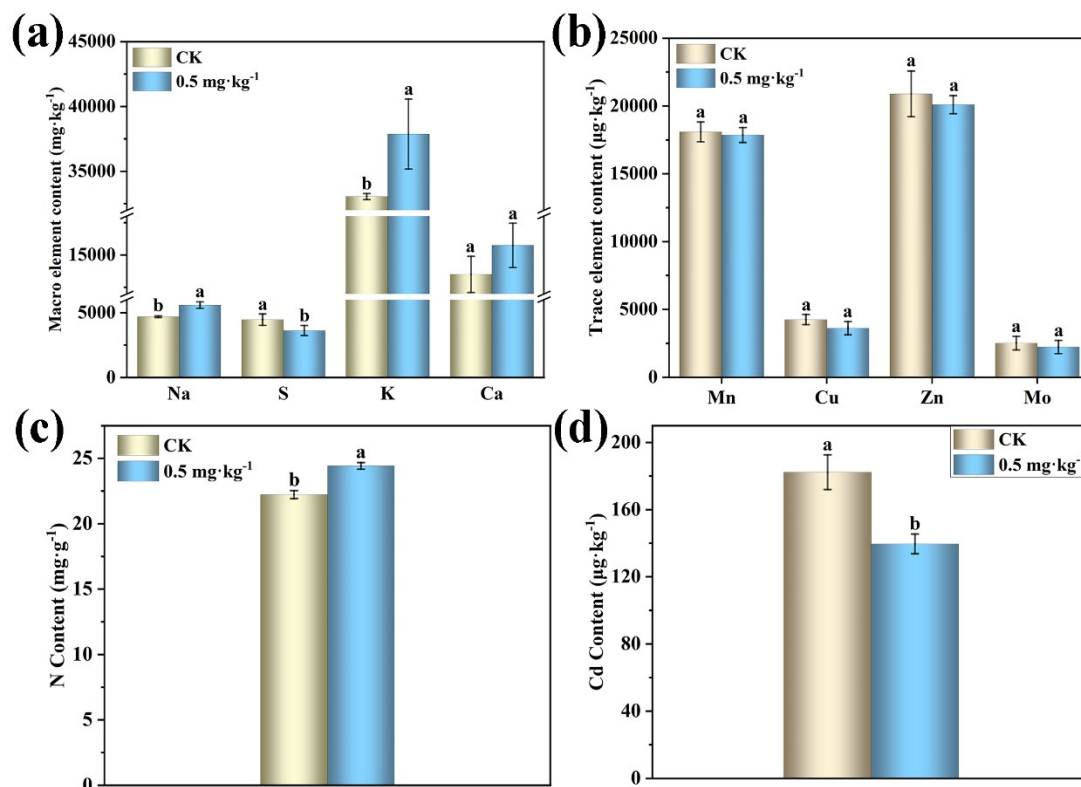 (a)
CK
0.5 mg·kg⁻¹
Macro element content (mg·kg⁻¹)
45000
40000
35000
15000
5000
0
b
a
a
b
b
a
a
a
Na S K Ca
(b)
CK
0.5 mg·kg⁻¹
Trace element content (µg·kg⁻¹)
25000
20000
15000
10000
5000
0
a
a
a
a
a
a
a
a
Mn Cu Zn Mo
(c)
CK
0.5 mg·kg⁻¹
N Content (mg·g⁻¹)
25
20
15
10
5
0
b
a
(d)
CK
0.5 mg·kg⁻¹
Cd Content (µg·kg⁻¹)
200
160
120
80
40
0
a
b